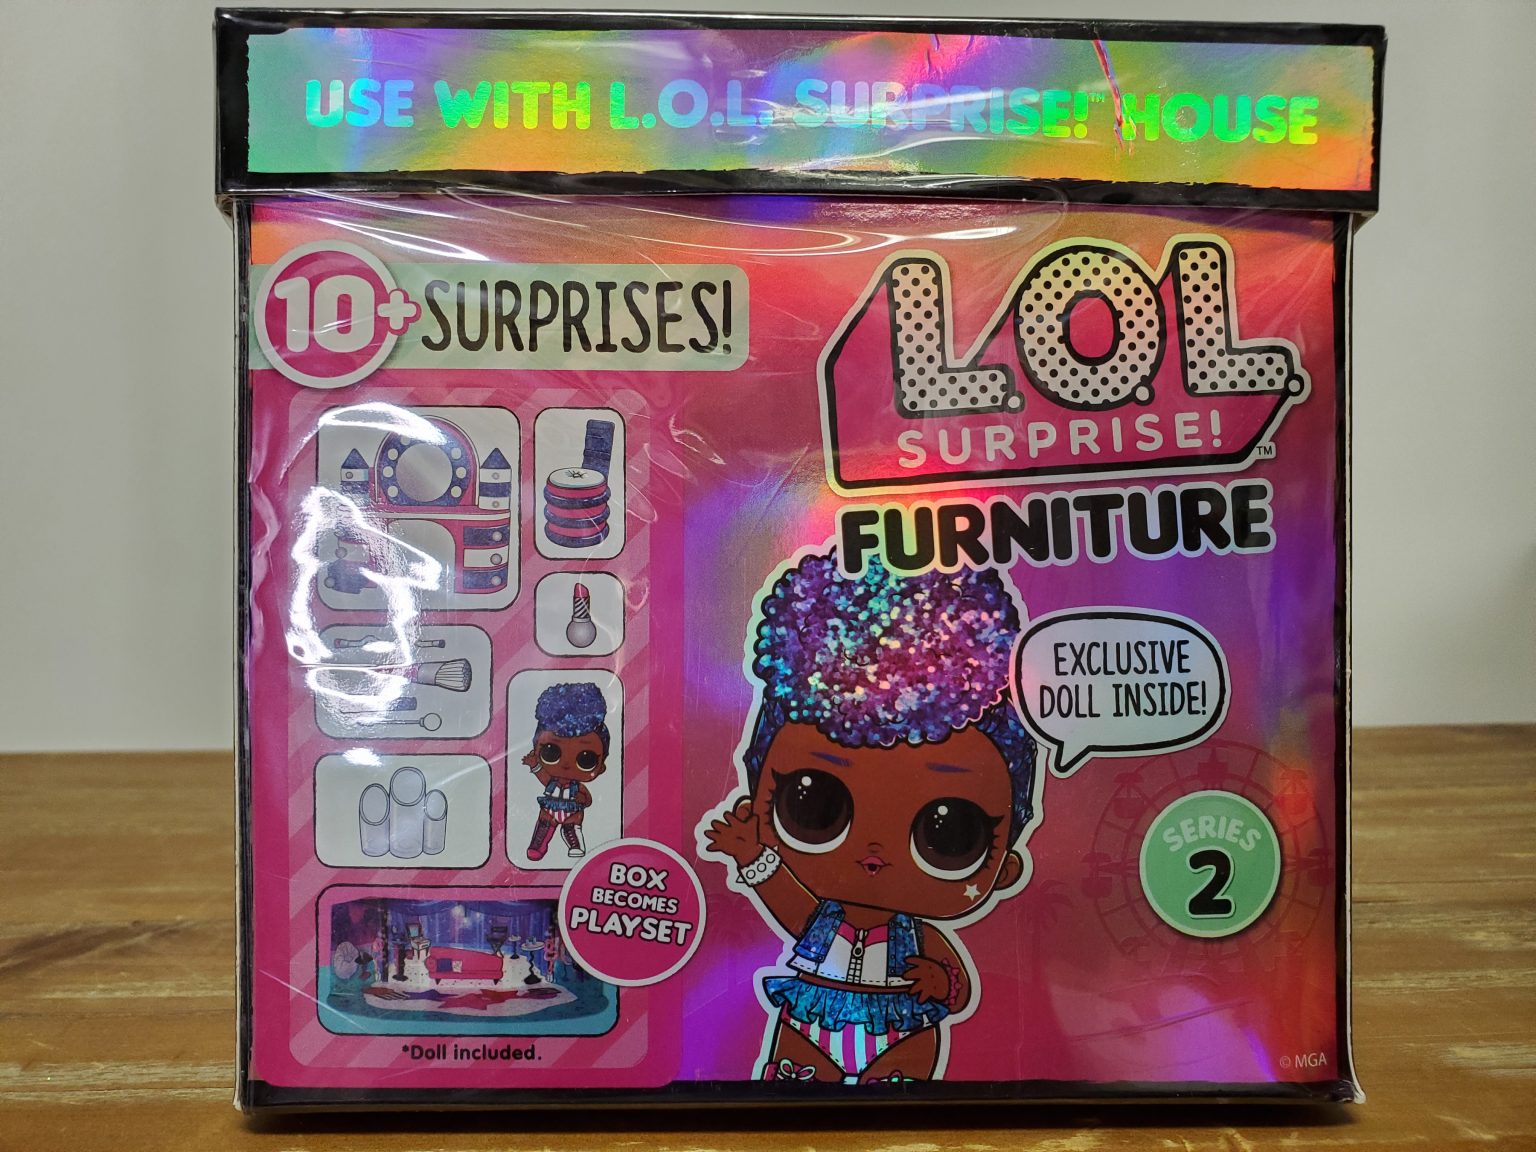 USE WITH L.O.L. SURPRISE!™ HOUSE
10+ SURPRISES!
L.O.L.
SURPRISE!™
FURNITURE
EXCLUSIVE
DOLL INSIDE!
SERIES
2
BOX
BECOMES
PLAYSET
*Doll included.
© MGA